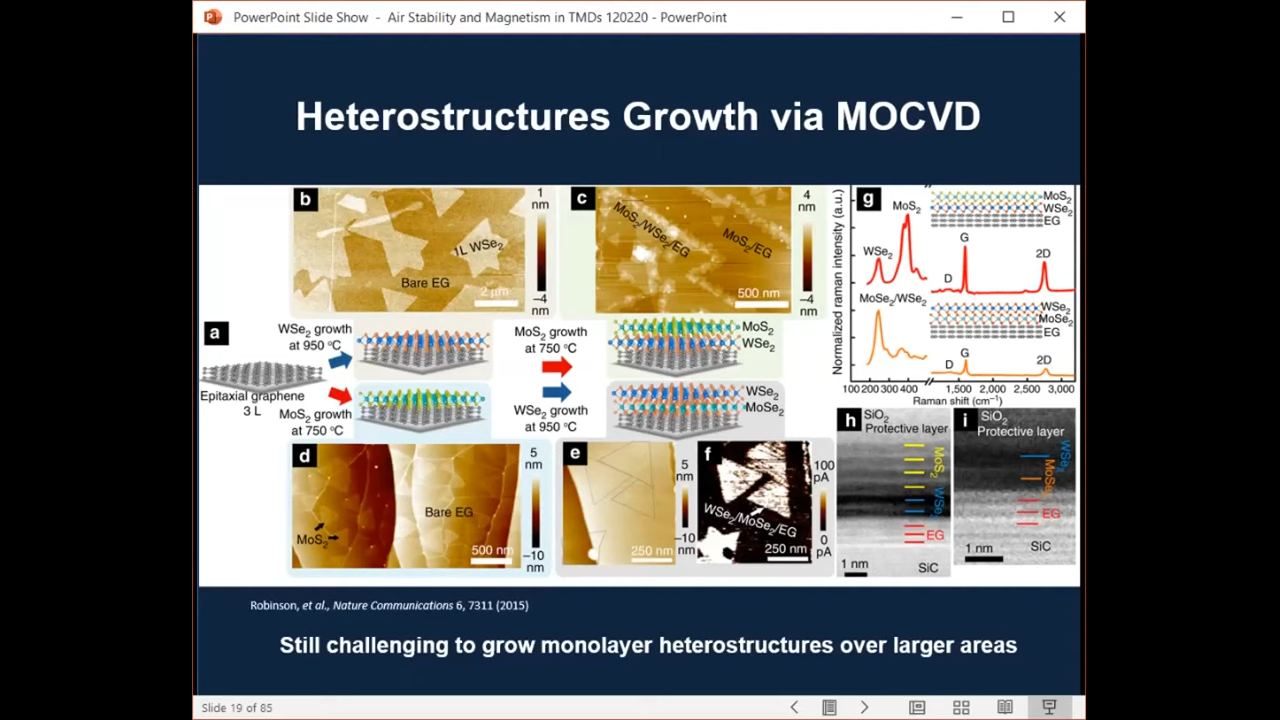 PowerPoint Slide Show - Air Stability and Magnetism in TMDs 120220 - PowerPoint
Heterostructures Growth via MOCVD
b
1L WSe₂
Bare EG
2 μm
1
nm
–4
nm
c
MoS₂/WSe₂/EG
MoS₂/EG
500 nm
4
nm
–4
nm
g
Normalized raman intensity (a.u.)
MoS₂
WSe₂
G
D
2D
MoS₂
WSe₂
EG
MoSe₂/WSe₂
WSe₂
MoSe₂
EG
D
G
2D
100 200 300 400
1,500 2,000 2,500 3,000
Raman shift (cm⁻¹)
a
Epitaxial graphene
3 L
WSe₂ growth
at 950 °C
MoS₂ growth
at 750 °C
MoS₂ growth
at 750 °C
WSe₂ growth
at 950 °C
MoS₂
WSe₂
WSe₂
MoSe₂
d
MoS₂
Bare EG
500 nm
5
nm
–10
nm
e
250 nm
5
nm
–10
nm
f
WSe₂/MoSe₂/EG
250 nm
100
pA
0
pA
h
SiO₂
Protective layer
MoS₂
WSe₂
EG
1 nm
SiC
i
SiO₂
Protective layer
WSe₂
MoSe₂
EG
1 nm
SiC
Robinson, et al., Nature Communications 6, 7311 (2015)
Still challenging to grow monolayer heterostructures over larger areas
Slide 19 of 85